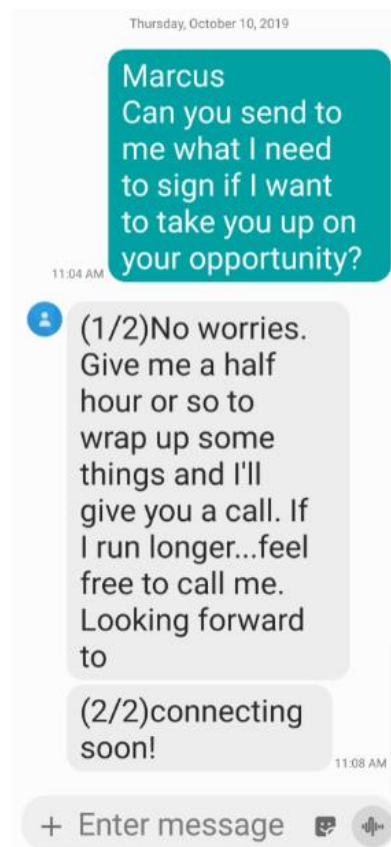 Thursday, October 10, 2019
Marcus
Can you send to
me what I need
to sign if I want
to take you up on
your opportunity?
11:04 AM
(1/2)No worries.
Give me a half
hour or so to
wrap up some
things and I'll
give you a call. If
I run longer...feel
free to call me.
Looking forward
to
(2/2)connecting
soon!
11:08 AM
+ Enter message